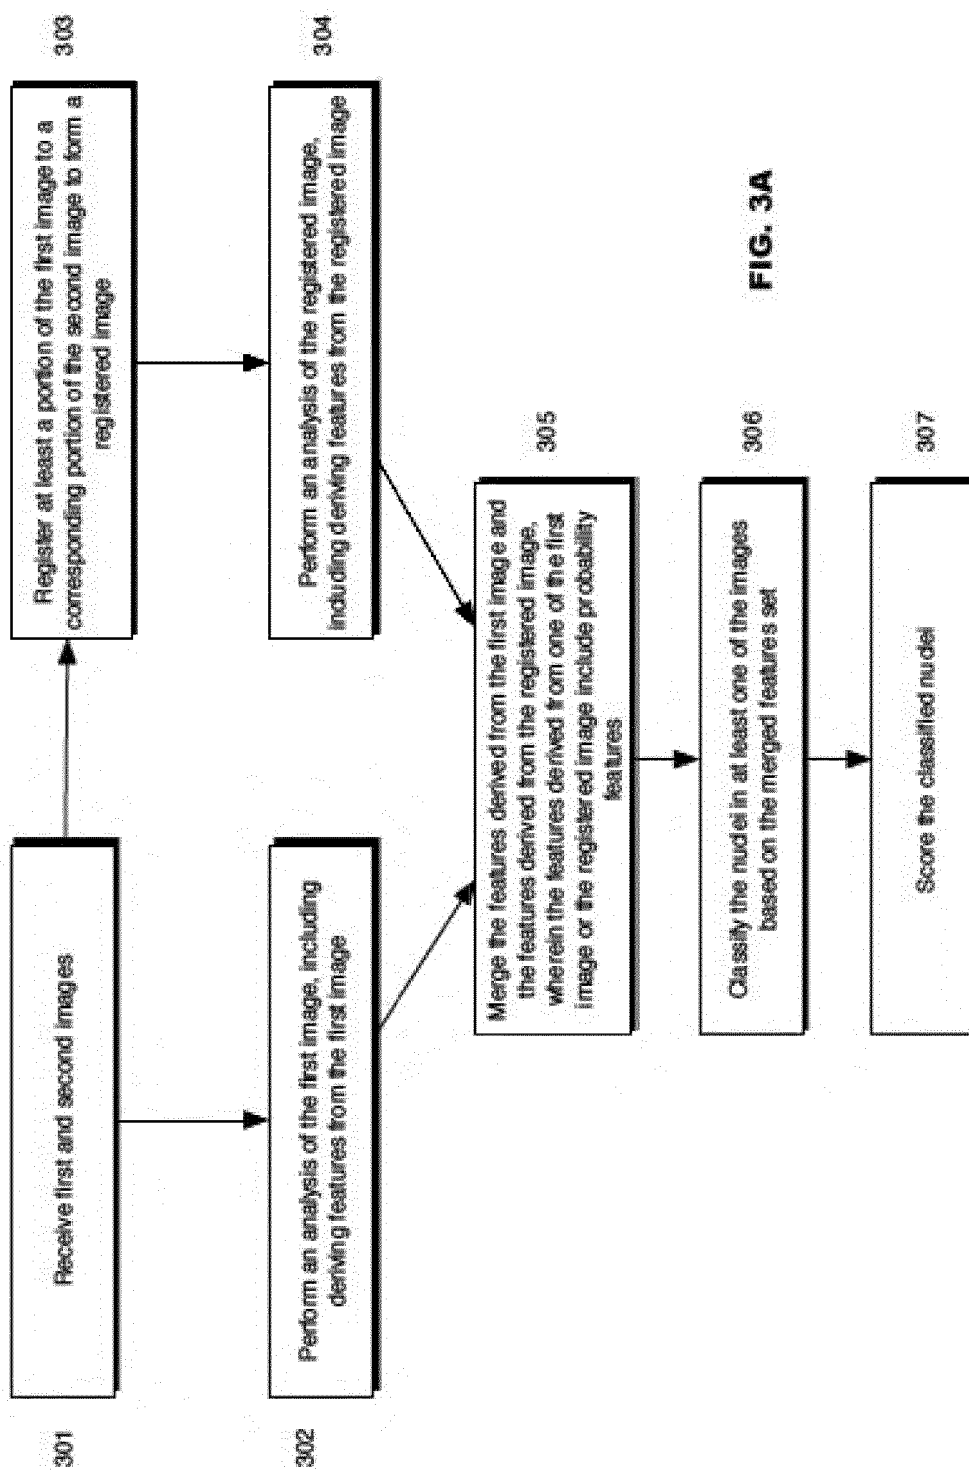 301
Receive first and second images
303
Register at least a portion of the first image to a
corresponding portion of the second image to form a
registered image
302
Perform an analysis of the first image, including
deriving features from the first image
304
Perform an analysis of the registered image,
including deriving features from the registered image
305
Merge the features derived from the first image and
the features derived from the registered image,
wherein the features derived from one of the first
image or the registered image include probability
features
306
Classify the nuclei in at least one of the images
based on the merged features set
307
Score the classified nuclei
FIG. 3A